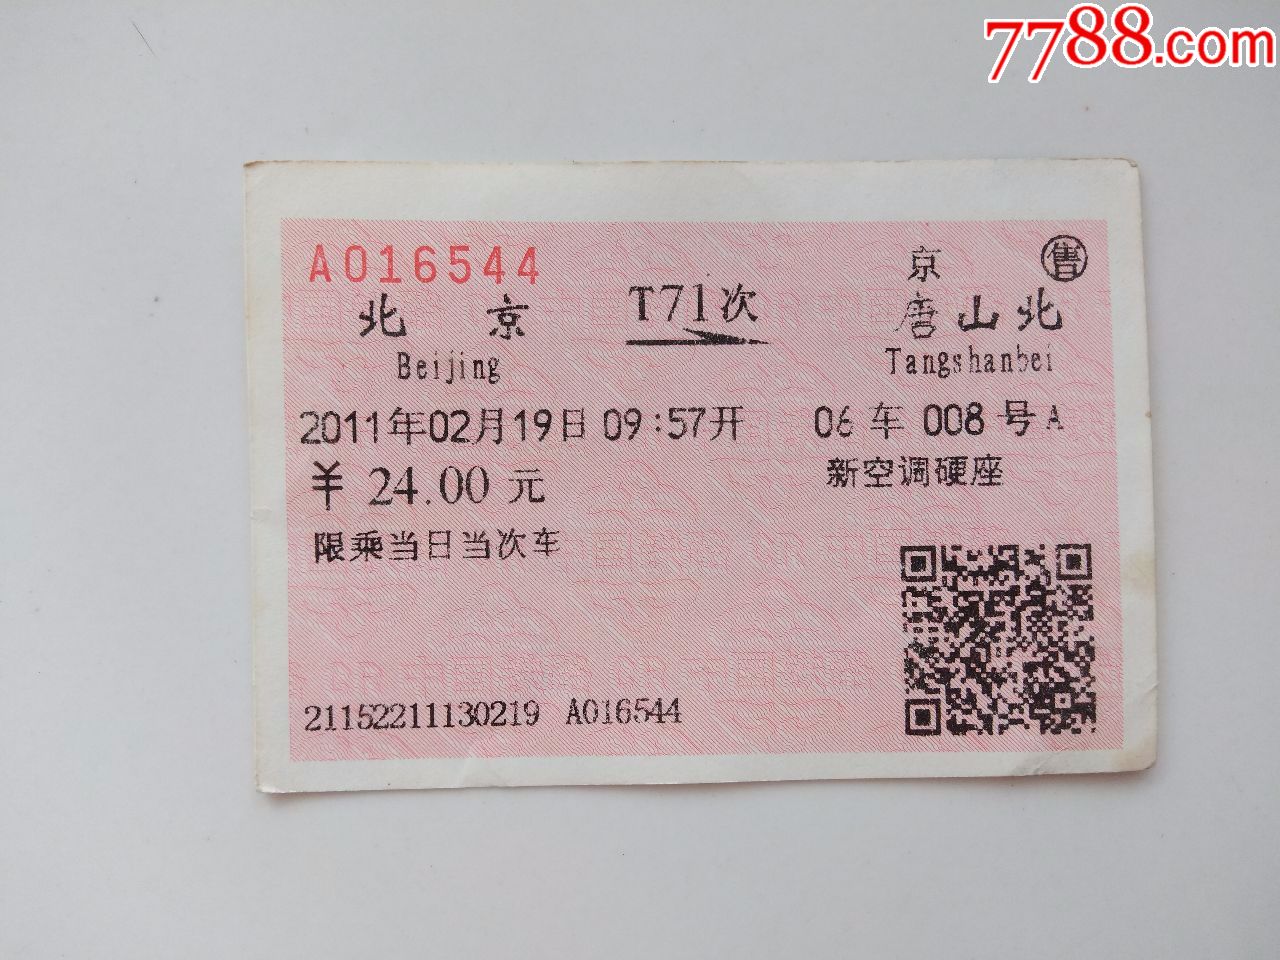 7788.com
A016544
京 售
北京 T71次 唐山北
Beijing Tangshanbei
2011年02月19日 09:57开 06车 008号A
￥24.00元 新空调硬座
限乘当日当次车
21152211130219 A016544